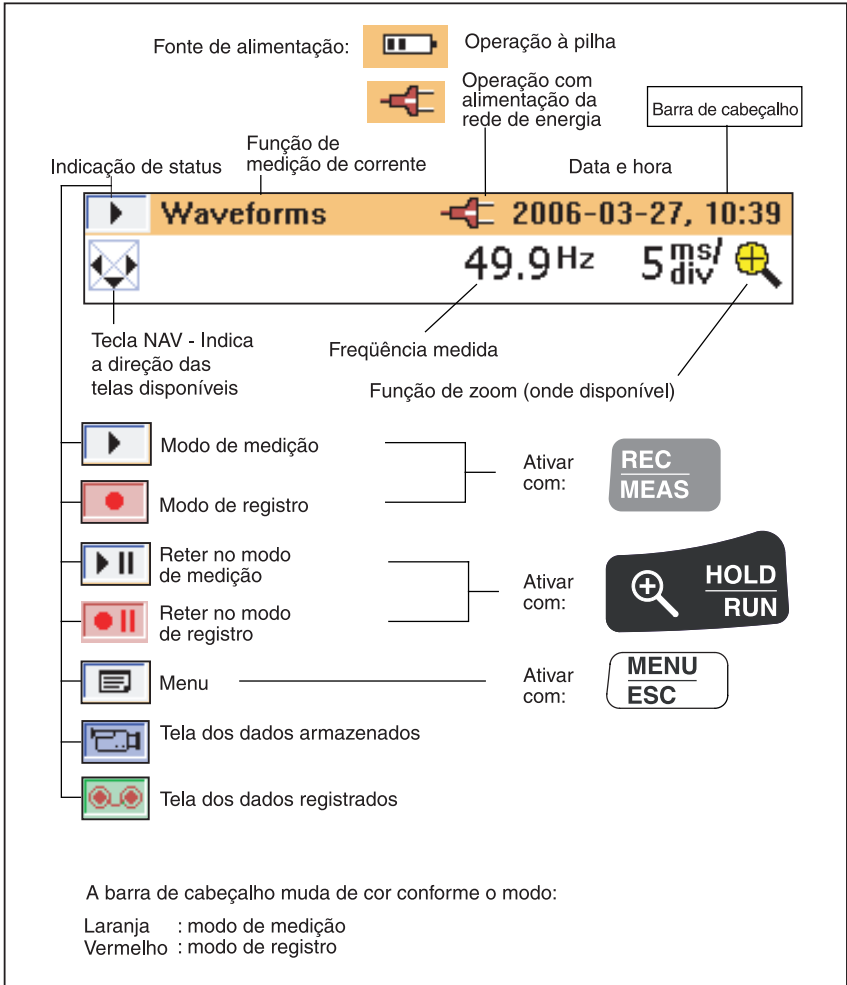 Fonte de alimentação:
Operação à pilha
Operação com
alimentação da
rede de energia
Barra de cabeçalho
Função de
medição de corrente
Indicação de status
Data e hora
Waveforms 2006-03-27, 10:39
49.9 Hz 5 ms/div
Tecla NAV - Indica
a direção das
telas disponíveis
Freqüência medida
Função de zoom (onde disponível)
Modo de medição
Modo de registro
Ativar
com:
REC
MEAS
Reter no modo
de medição
Reter no modo
de registro
Ativar
com:
HOLD
RUN
Menu
Ativar
com:
MENU
ESC
Tela dos dados armazenados
Tela dos dados registrados
A barra de cabeçalho muda de cor conforme o modo:
Laranja : modo de medição
Vermelho : modo de registro